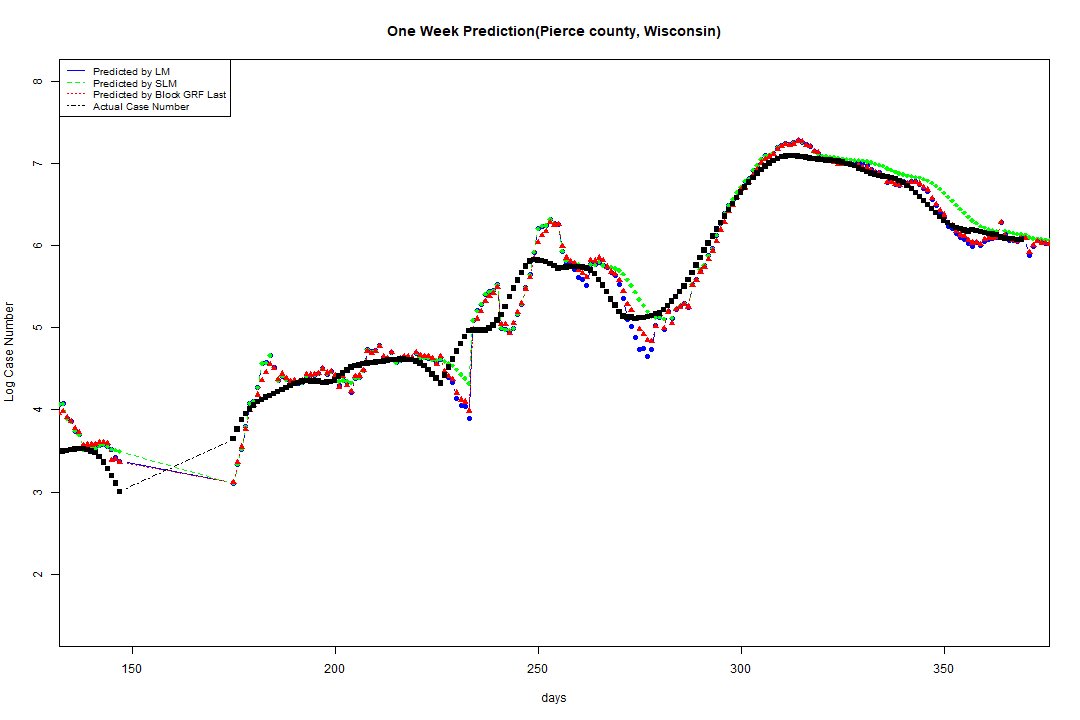 One Week Prediction(Pierce county, Wisconsin)
Predicted by LM
Predicted by SLM
Predicted by Block GRF Last
Actual Case Number
8
7
6
5
4
3
2
Log Case Number
150 200 250 300 350
days